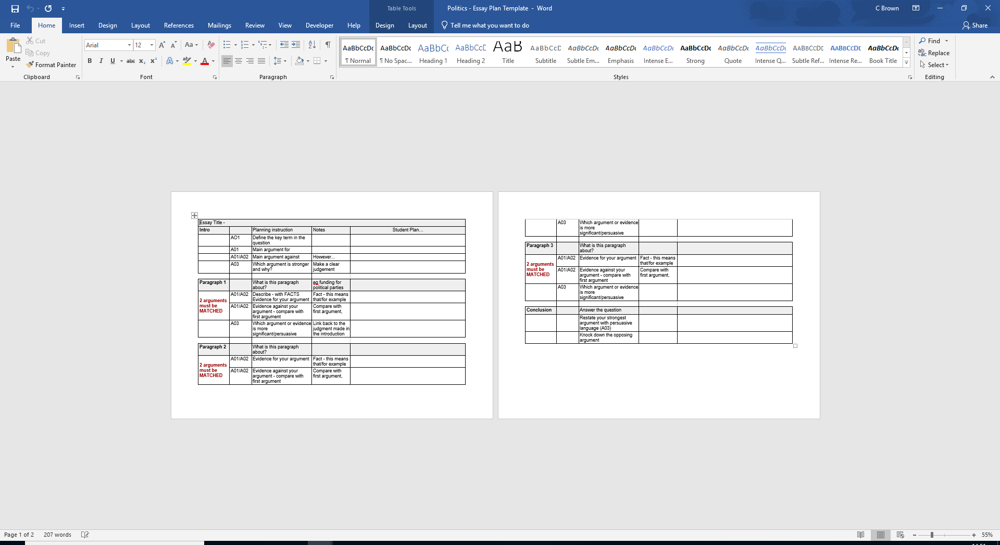 Table Tools
Politics - Essay Plan Template - Word
C Brown
File
Home
Insert
Design
Layout
References
Mailings
Review
View
Developer
Help
Design
Layout
Tell me what you want to do
Share
Paste
Cut
Copy
Format Painter
Clipboard
Arial
12
Font
Paragraph
AaBbCcDc
¶ Normal
AaBbCcDc
¶ No Spac...
AaBbCc
Heading 1
AaBbCcD
Heading 2
AaB
Title
AaBbCcD
Subtitle
AaBbCcDc
Subtle Em...
AaBbCcDc
Emphasis
AaBbCcDc
Intense E...
AaBbCcDc
Strong
AaBbCcDc
Quote
AaBbCcDc
Intense Q...
AABBCCDE
Subtle Ref...
AABBCCDE
Intense Re...
AaBbCcDc
Book Title
Styles
Find
Replace
Select
Editing
Essay Title -
Intro
Planning instruction
Notes
Student Plan...
AO1
Define the key term in the
question
A01
Main argument for
A01/A02
Main argument against
However...
A03
Which argument is stronger
and why?
Make a clear
judgement
Paragraph 1
What is this paragraph
about?
eg funding for
political parties
2 arguments
must be
MATCHED
A01/A02
Describe - with FACTS
Evidence for your argument
Fact - this means
that/for example
A01/A02
Evidence against your
argument - compare with
first argument
Compare with
first argument,
A03
Which argument or evidence
is more
significant/persuasive
Link back to the
judgment made in
the introduction
Paragraph 2
What is this paragraph
about?
2 arguments
must be
MATCHED
A01/A02
Evidence for your argument
Fact - this means
that/for example
A01/A02
Evidence against your
argument - compare with
first argument
Compare with
first argument,
A03
Which argument or evidence
is more
significant/persuasive
Paragraph 3
What is this paragraph
about?
2 arguments
must be
MATCHED
A01/A02
Evidence for your argument
Fact - this means
that/for example
A01/A02
Evidence against your
argument - compare with
first argument
Compare with
first argument,
A03
Which argument or evidence
is more
significant/persuasive
Conclusion
Answer the question
Restate your strongest
argument with persuasive
language (A03)
Knock down the opposing
argument
Page 1 of 2
207 words
55%